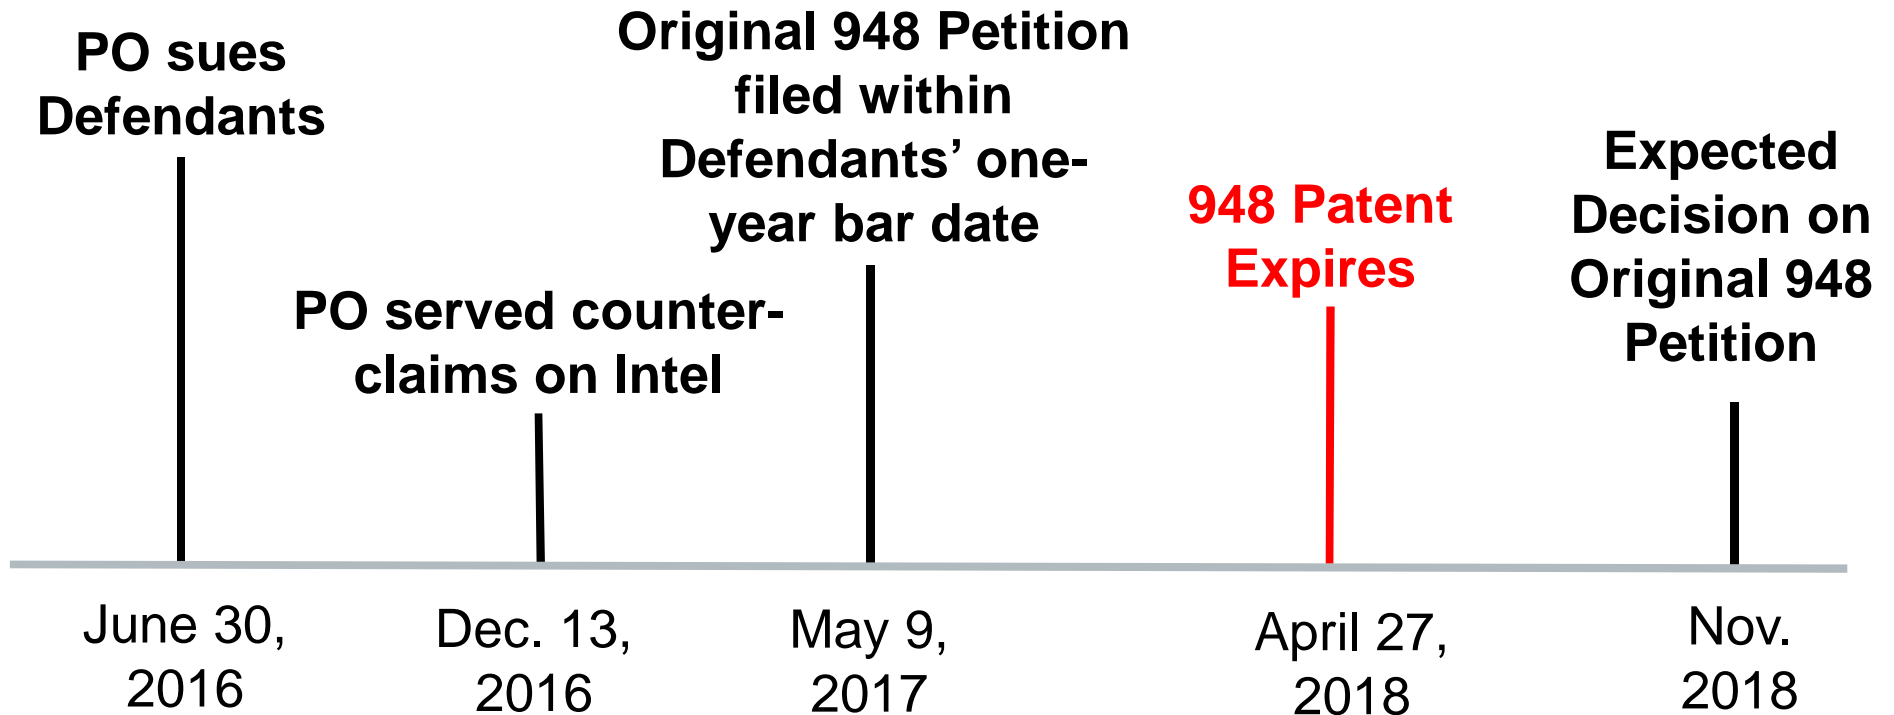 PO sues
Defendants
PO served counter-
claims on Intel
Original 948 Petition
filed within
Defendants’ one-
year bar date
948 Patent
Expires
Expected
Decision on
Original 948
Petition
June 30,
2016
Dec. 13,
2016
May 9,
2017
April 27,
2018
Nov.
2018